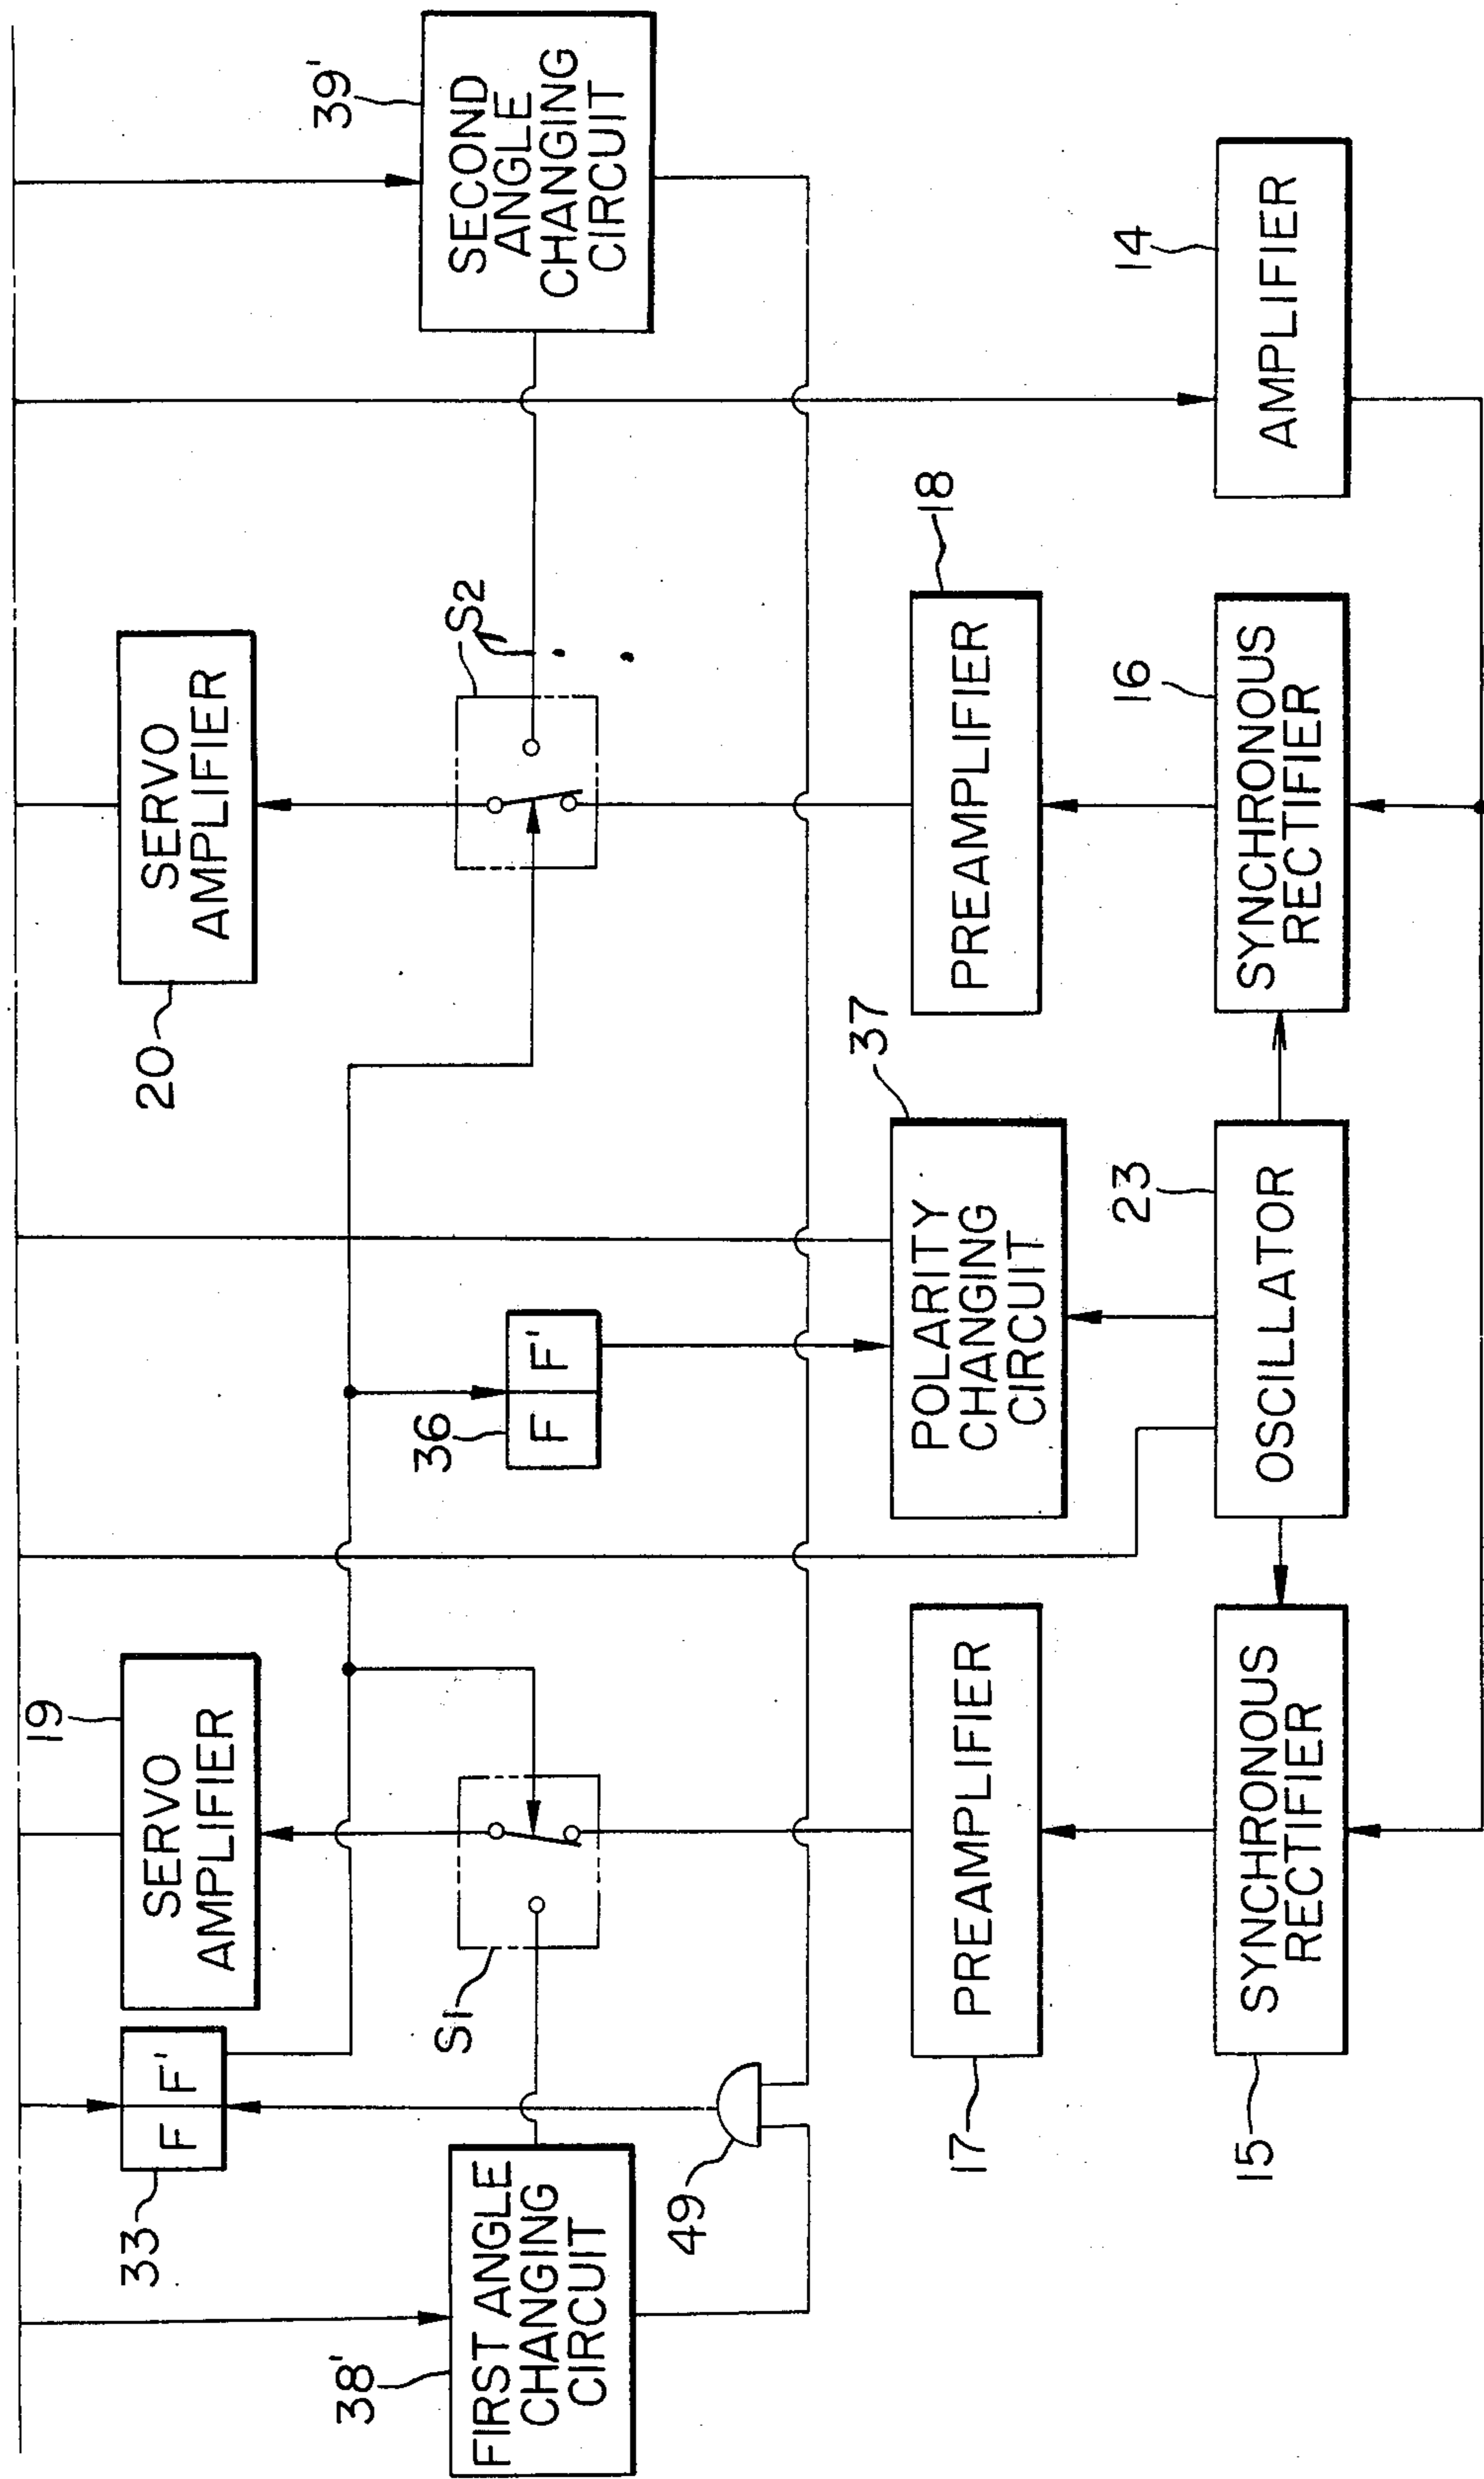 33
F F'
19
SERVO
AMPLIFIER
20
SERVO
AMPLIFIER
39'
SECOND
ANGLE
CHANGING
CIRCUIT
38'
FIRST ANGLE
CHANGING
CIRCUIT
S1
36
F F'
S2
49
17
PREAMPLIFIER
37
POLARITY
CHANGING
CIRCUIT
18
PREAMPLIFIER
15
SYNCHRONOUS
RECTIFIER
23
OSCILLATOR
16
SYNCHRONOUS
RECTIFIER
14
AMPLIFIER